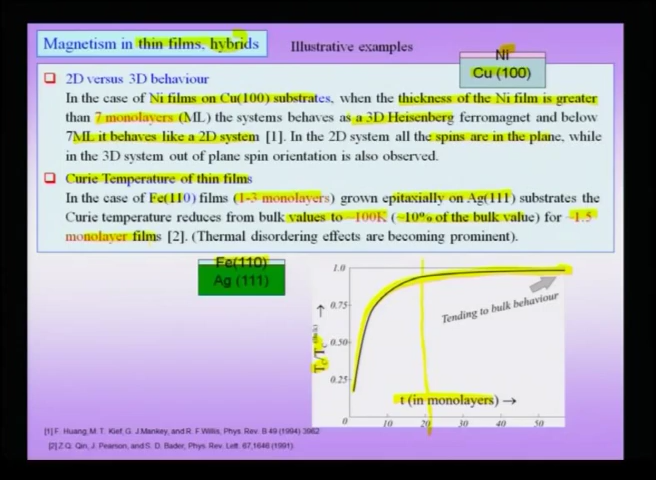 Magnetism in thin films, hybrids
Illustrative examples
Ni
Cu (100)
2D versus 3D behaviour
In the case of Ni films on Cu(100) substrates, when the thickness of the Ni film is greater
than 7 monolayers (ML) the systems behaves as a 3D Heisenberg ferromagnet and below
7ML it behaves like a 2D system [1]. In the 2D system all the spins are in the plane, while
in the 3D system out of plane spin orientation is also observed.
Curie Temperature of thin films
In the case of Fe(110) films (1-3 monolayers) grown epitaxially on Ag(111) substrates the
Curie temperature reduces from bulk values to ~100K (~10% of the bulk value) for ~1.5
monolayer films [2]. (Thermal disordering effects are becoming prominent).
Fe(110)
Ag (111)
1.0
0.75
0.50
0.25
0
10
20
30
40
50
Tc/Tc(Bulk) →
Tending to bulk behaviour
t (in monolayers) →
[1] F. Huang, M. T. Kief, G. J. Mankey, and R. F. Willis, Phys. Rev. B 49 (1994) 3962
[2] Z.Q. Qin, J. Pearson, and S. D. Bader, Phys. Rev. Lett. 67,1646 (1991)